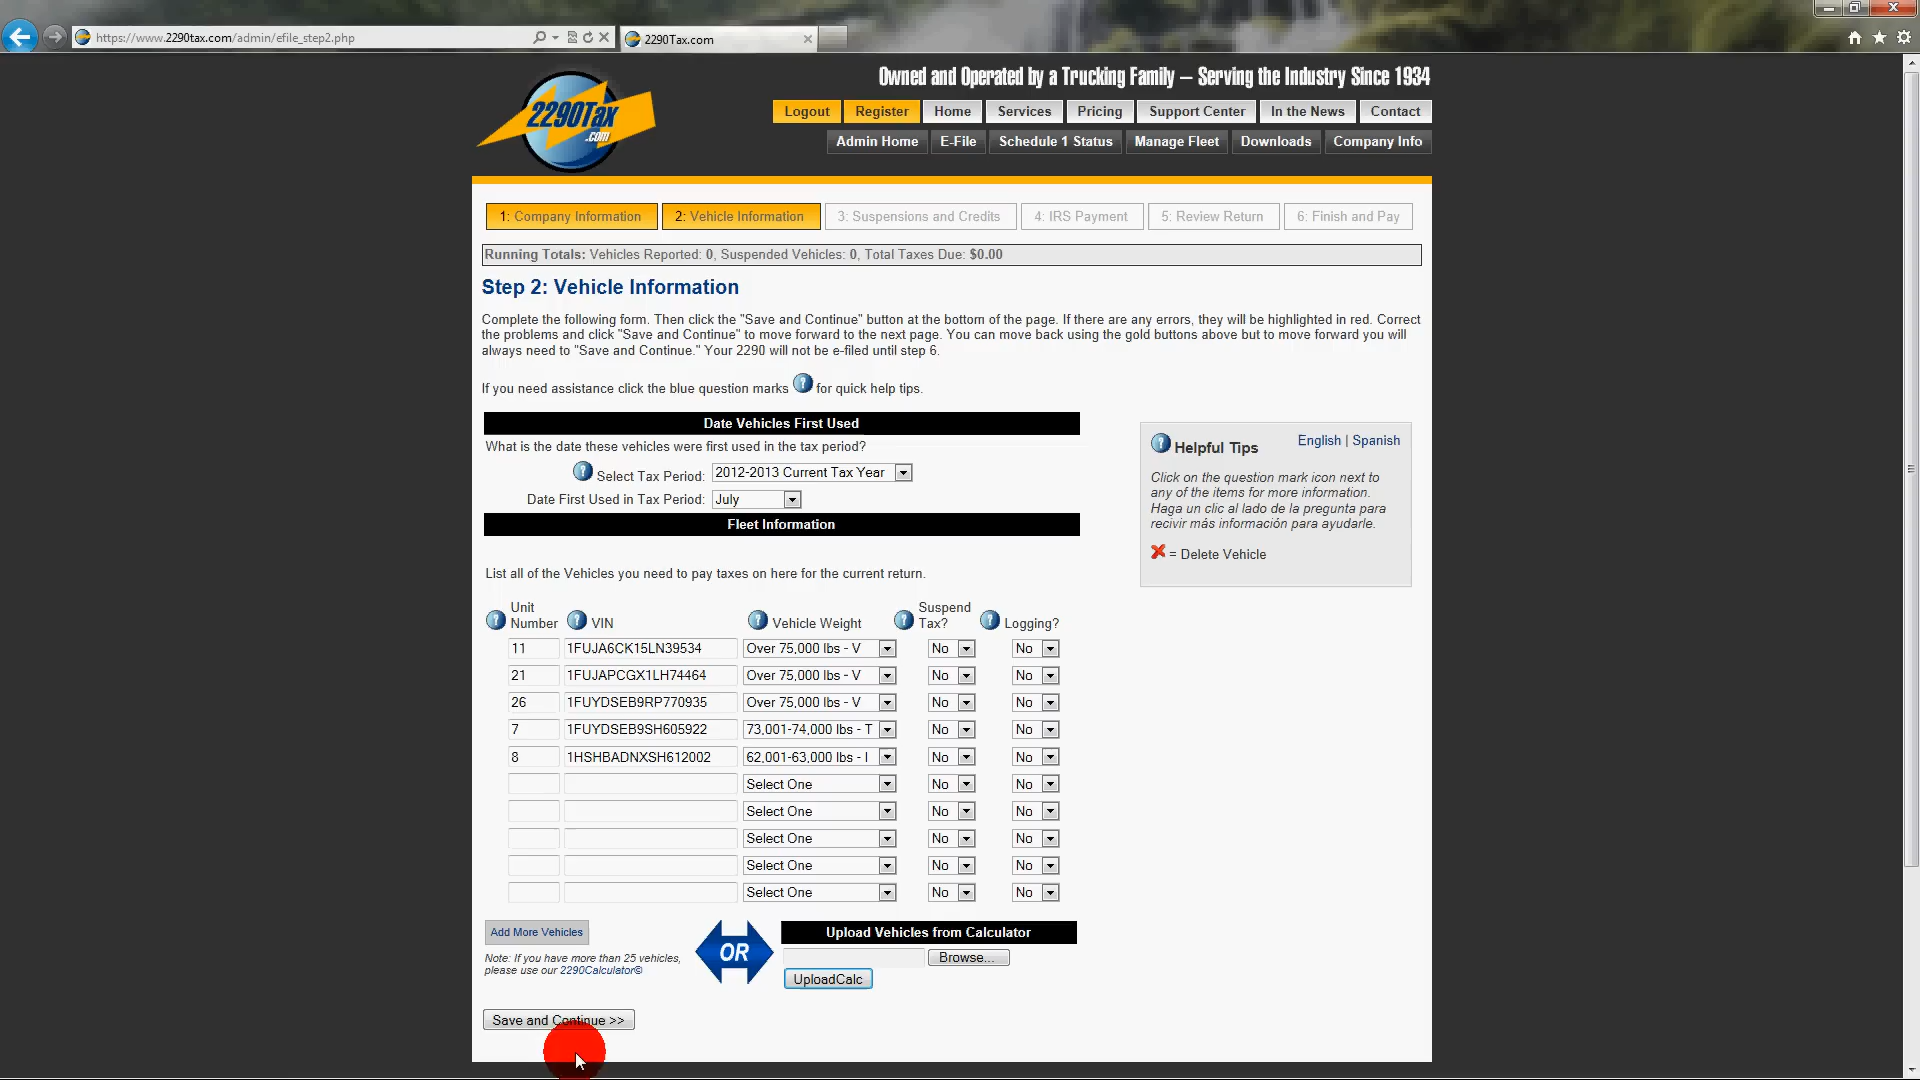 https://www.2290tax.com/admin/efile_step2.php
2290Tax.com
Owned and Operated by a Trucking Family – Serving the Industry Since 1934
2290Tax
.com
Logout Register Home Services Pricing Support Center In the News Contact
Admin Home E-File Schedule 1 Status Manage Fleet Downloads Company Info
1: Company Information 2: Vehicle Information 3: Suspensions and Credits 4: IRS Payment 5: Review Return 6: Finish and Pay
Running Totals: Vehicles Reported: 0, Suspended Vehicles: 0, Total Taxes Due: $0.00
Step 2: Vehicle Information
Complete the following form. Then click the "Save and Continue" button at the bottom of the page. If there are any errors, they will be highlighted in red. Correct
the problems and click "Save and Continue" to move forward to the next page. You can move back using the gold buttons above but to move forward you will
always need to "Save and Continue." Your 2290 will not be e-filed until step 6.
If you need assistance click the blue question marks ? for quick help tips.
Date Vehicles First Used
What is the date these vehicles were first used in the tax period?
? Select Tax Period: 2012-2013 Current Tax Year
Date First Used in Tax Period: July
Fleet Information
List all of the Vehicles you need to pay taxes on here for the current return.
? Unit Number ? VIN ? Vehicle Weight ? Suspend Tax? ? Logging?
11 1FUJA6CK15LN39534 Over 75,000 lbs - V No No
21 1FUJAPCGX1LH74464 Over 75,000 lbs - V No No
26 1FUYDSEB9RP770935 Over 75,000 lbs - V No No
7 1FUYDSEB9SH605922 73,001-74,000 lbs - T No No
8 1HSHBADNXSH612002 62,001-63,000 lbs - I No No
Select One No No
Select One No No
Select One No No
Select One No No
Select One No No
Add More Vehicles
Note: If you have more than 25 vehicles,
please use our 2290Calculator©
OR
Upload Vehicles from Calculator
Browse...
UploadCalc
Save and Continue >>
? Helpful Tips English | Spanish
Click on the question mark icon next to
any of the items for more information.
Haga un clic al lado de la pregunta para
recivir más información para ayudarle.
= Delete Vehicle